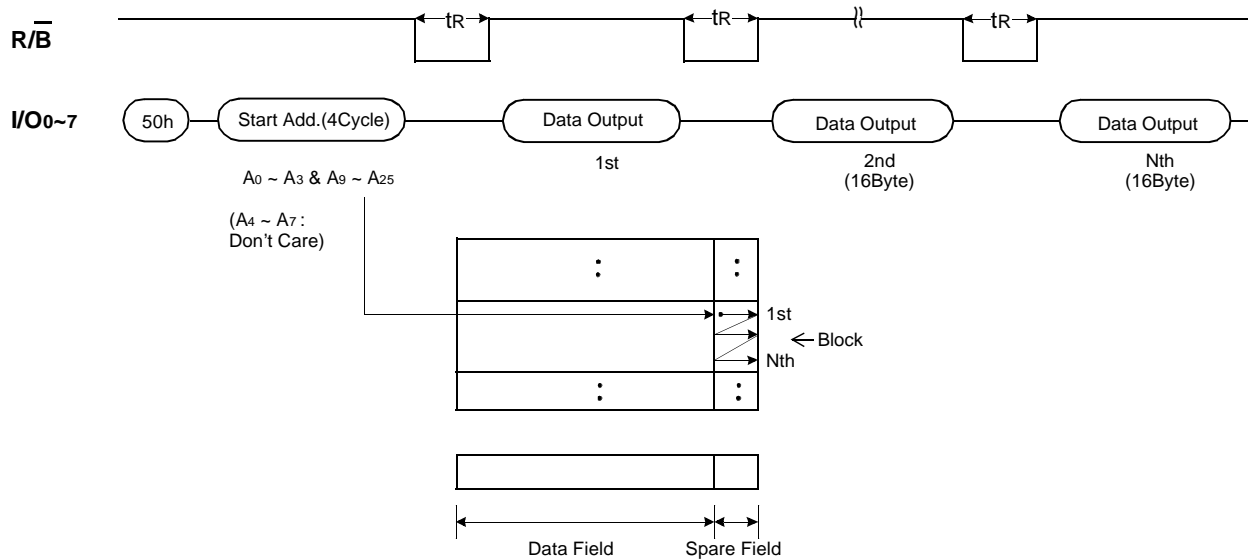 tR tR tR
R/B
I/O0~7 50h Start Add.(4Cycle) Data Output Data Output Data Output
1st 2nd Nth
(16Byte) (16Byte)
A0 ~ A3 & A9 ~ A25
(A4 ~ A7 :
Don't Care)
1st
Block
Nth
Data Field Spare Field